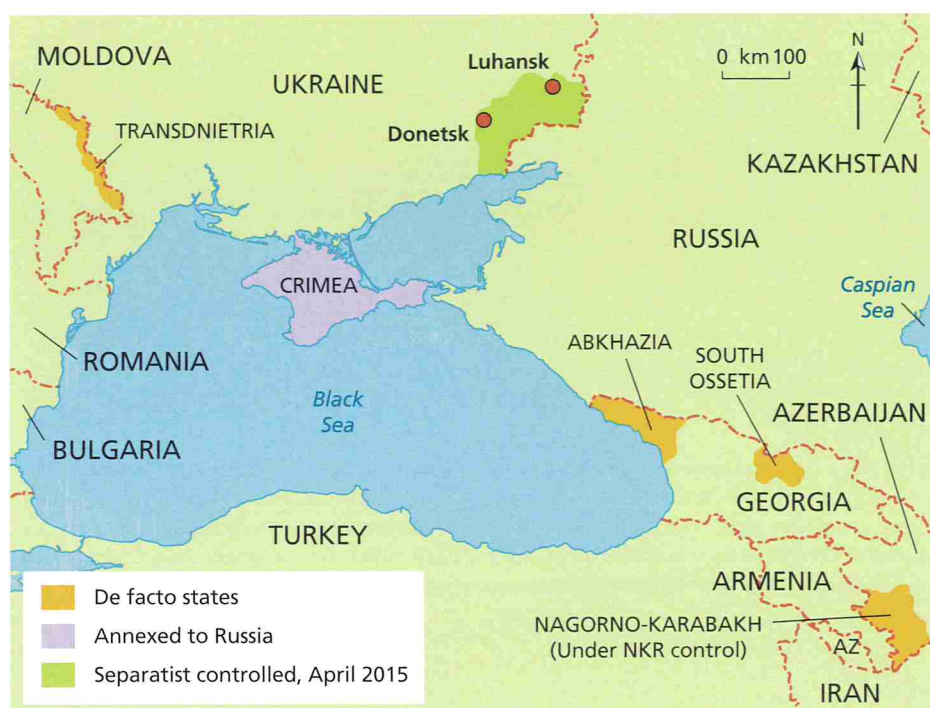 MOLDOVA
UKRAINE
Luhansk
0 km 100
N
TRANSDNIETRIA
Donetsk
KAZAKHSTAN
RUSSIA
CRIMEA
Caspian
Sea
ABKHAZIA
SOUTH
OSSETIA
ROMANIA
Black
Sea
AZERBAIJAN
BULGARIA
GEORGIA
TURKEY
ARMENIA
De facto states
Annexed to Russia
Separatist controlled, April 2015
NAGORNO-KARABAKH
(Under NKR control)
AZ
IRAN